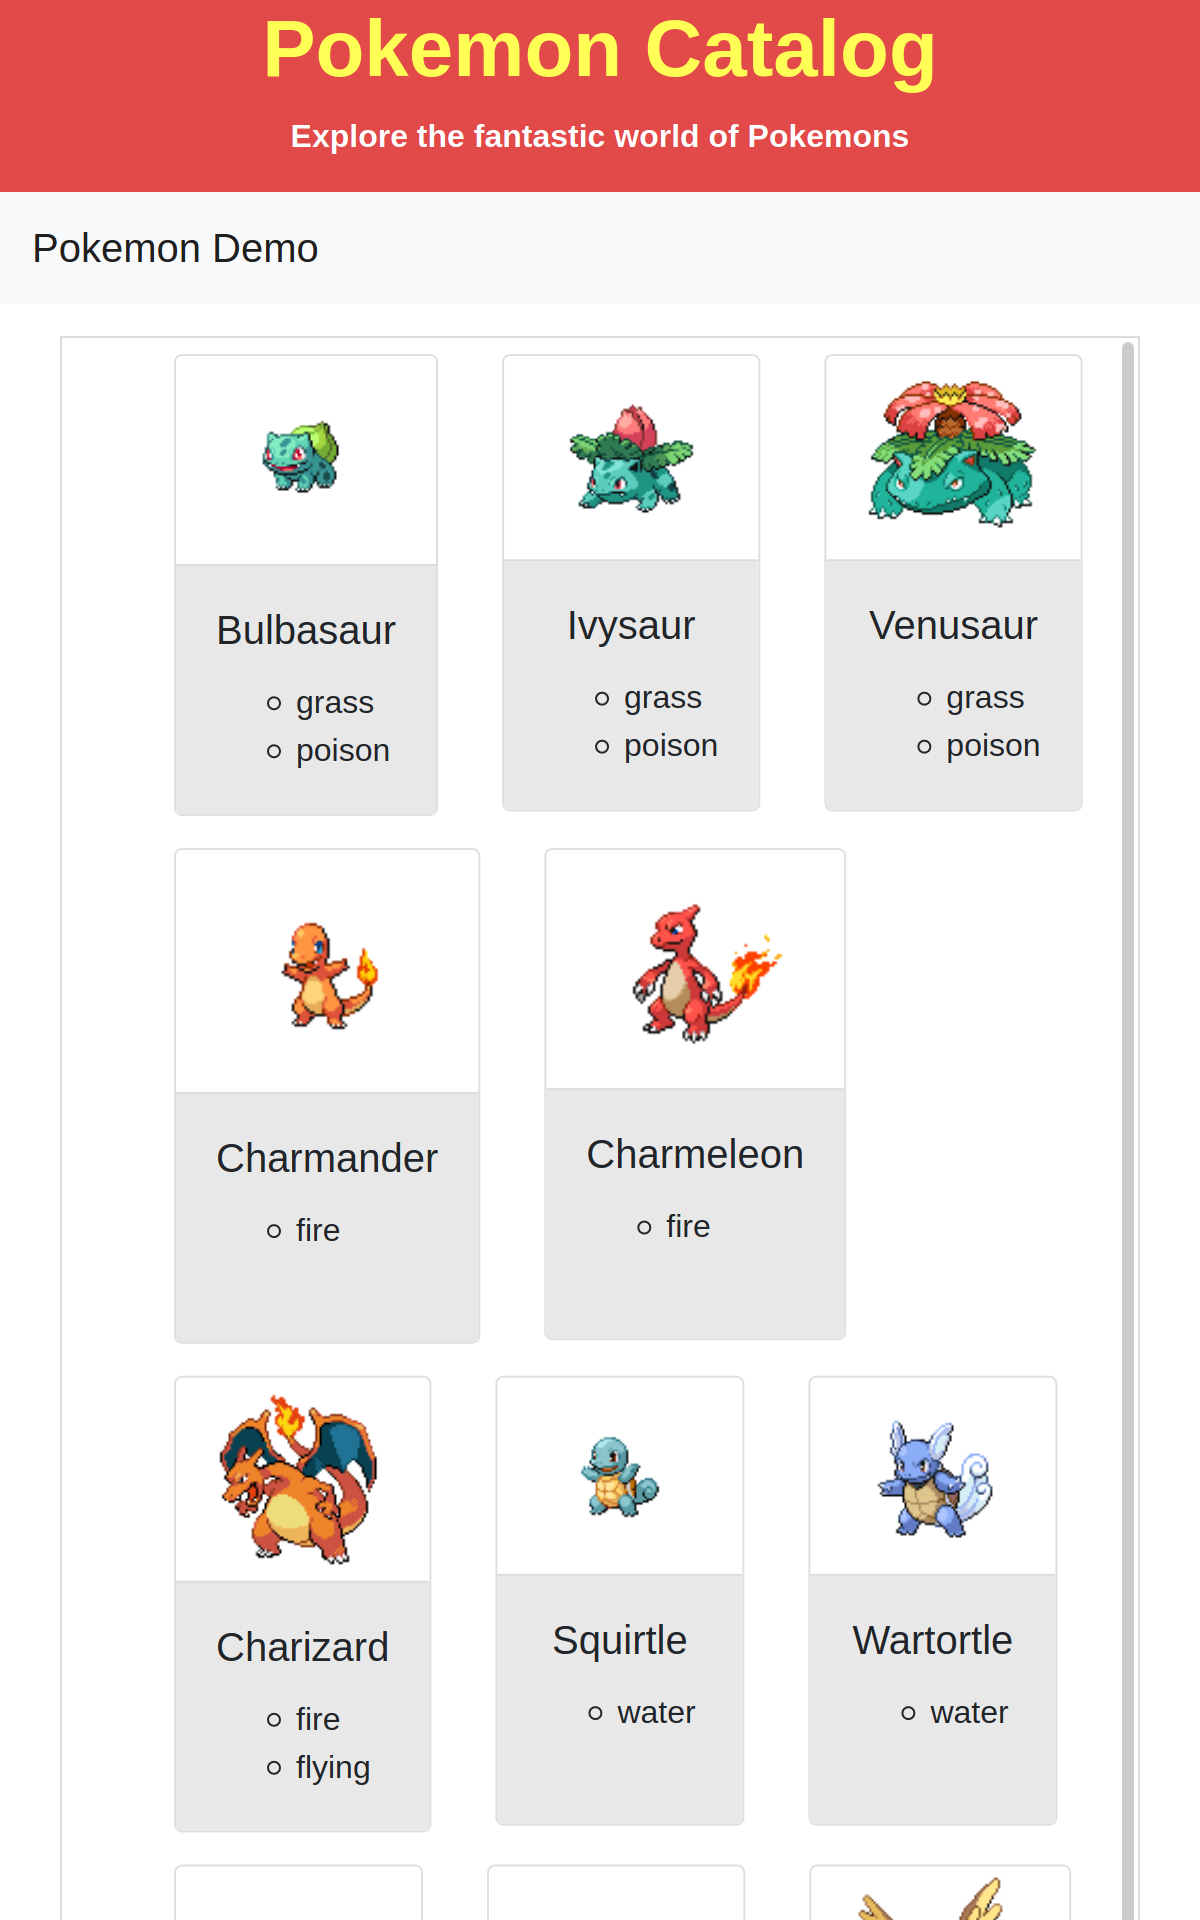 Pokemon Catalog
Explore the fantastic world of Pokemons
Pokemon Demo
Bulbasaur
grass
poison
Ivysaur
grass
poison
Venusaur
grass
poison
Charmander
fire
Charmeleon
fire
Charizard
fire
flying
Squirtle
water
Wartortle
water